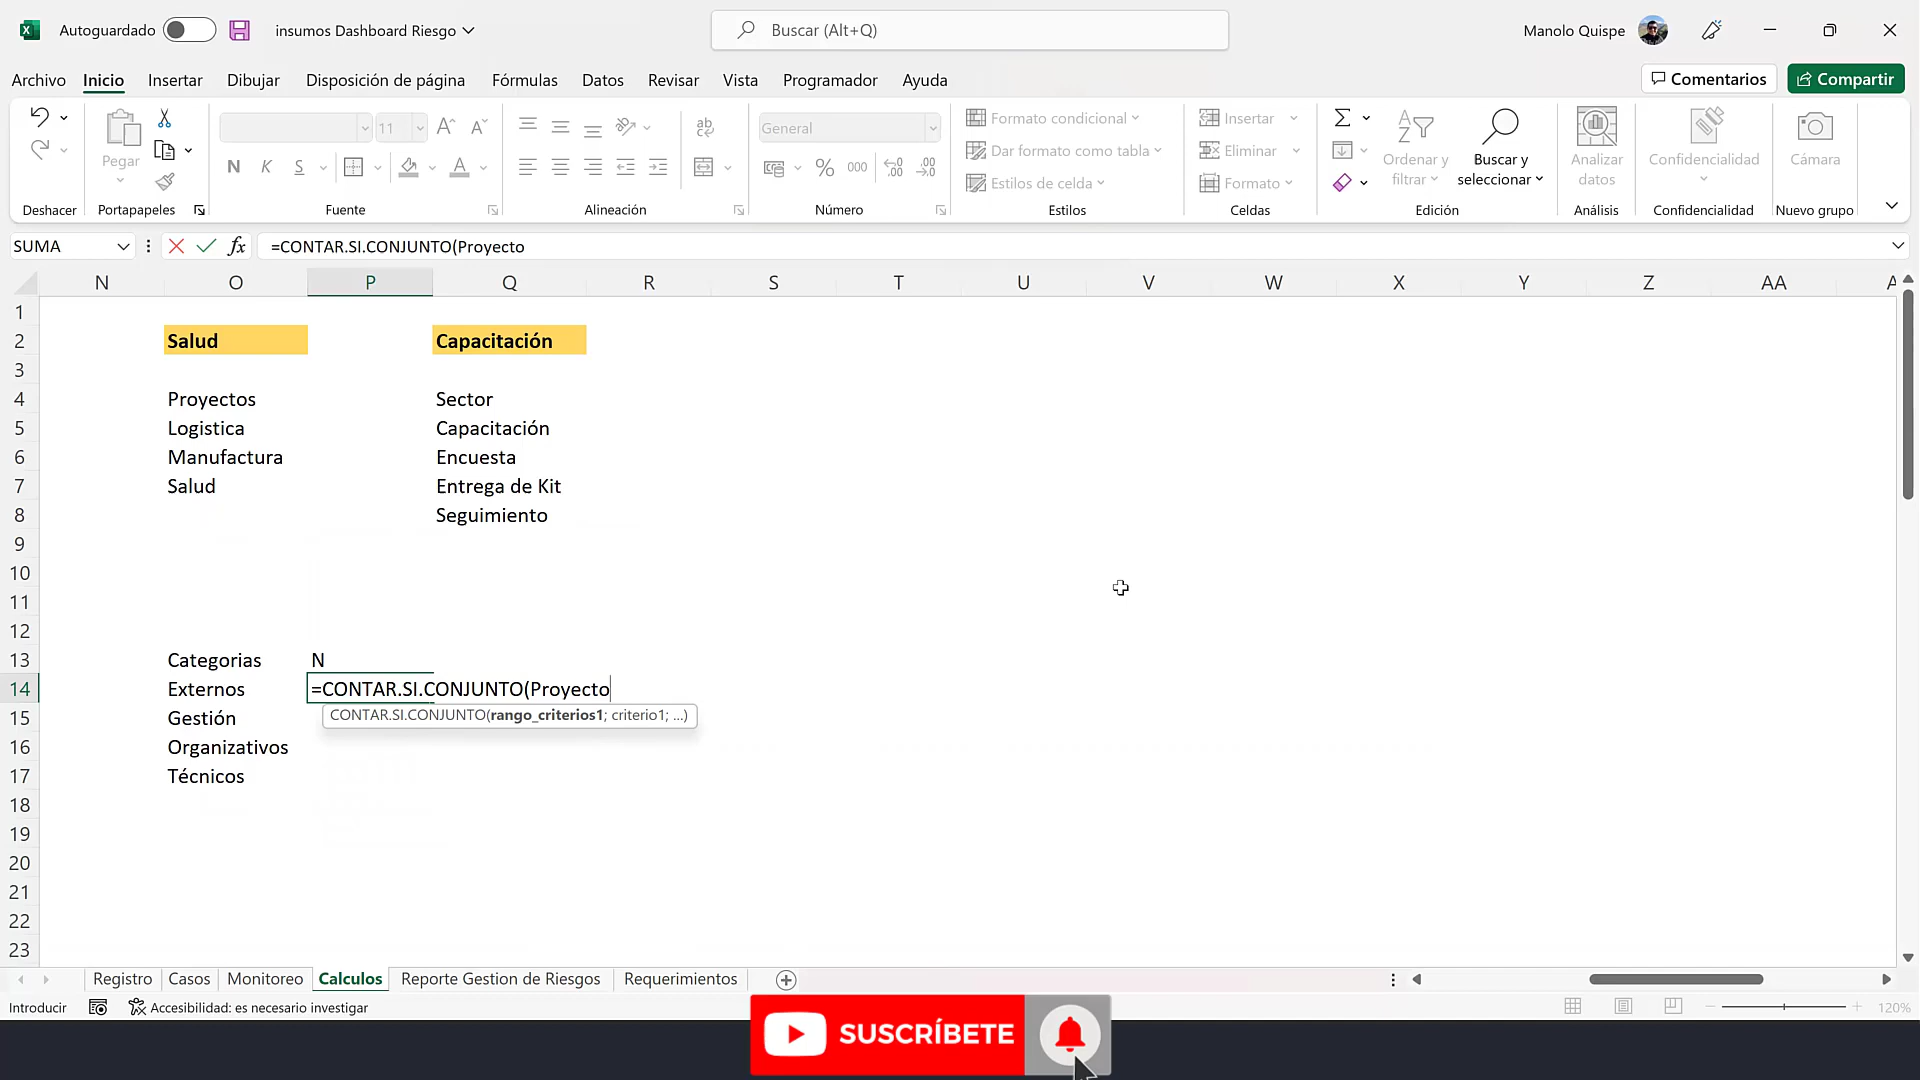 Autoguardado insumos Dashboard Riesgo Buscar (Alt+Q) Manolo Quispe
Archivo Inicio Insertar Dibujar Disposición de página Fórmulas Datos Revisar Vista Programador Ayuda Comentarios Compartir
Pegar
11
General
Formato condicional
Dar formato como tabla
Estilos de celda
Insertar
Eliminar
Formato
Ordenar y filtrar
Buscar y seleccionar
Analizar datos
Confidencialidad
Cámara
N K S
% 000
Deshacer Portapapeles Fuente Alineación Número Estilos Celdas Edición Análisis Confidencialidad Nuevo grupo
SUMA fx =CONTAR.SI.CONJUNTO(Proyecto
N O P Q R S T U V W X Y Z AA
1
2 Salud Capacitación
3
4 Proyectos Sector
5 Logistica Capacitación
6 Manufactura Encuesta
7 Salud Entrega de Kit
8 Seguimiento
9
10
11
12
13 Categorias N
14 Externos =CONTAR.SI.CONJUNTO(Proyecto
15 Gestión CONTAR.SI.CONJUNTO(rango_criterios1; criterio1; ...)
16 Organizativos
17 Técnicos
18
19
20
21
22
23
Registro Casos Monitoreo Calculos Reporte Gestion de Riesgos Requerimientos
Introducir Accesibilidad: es necesario investigar 120%
SUSCRÍBETE